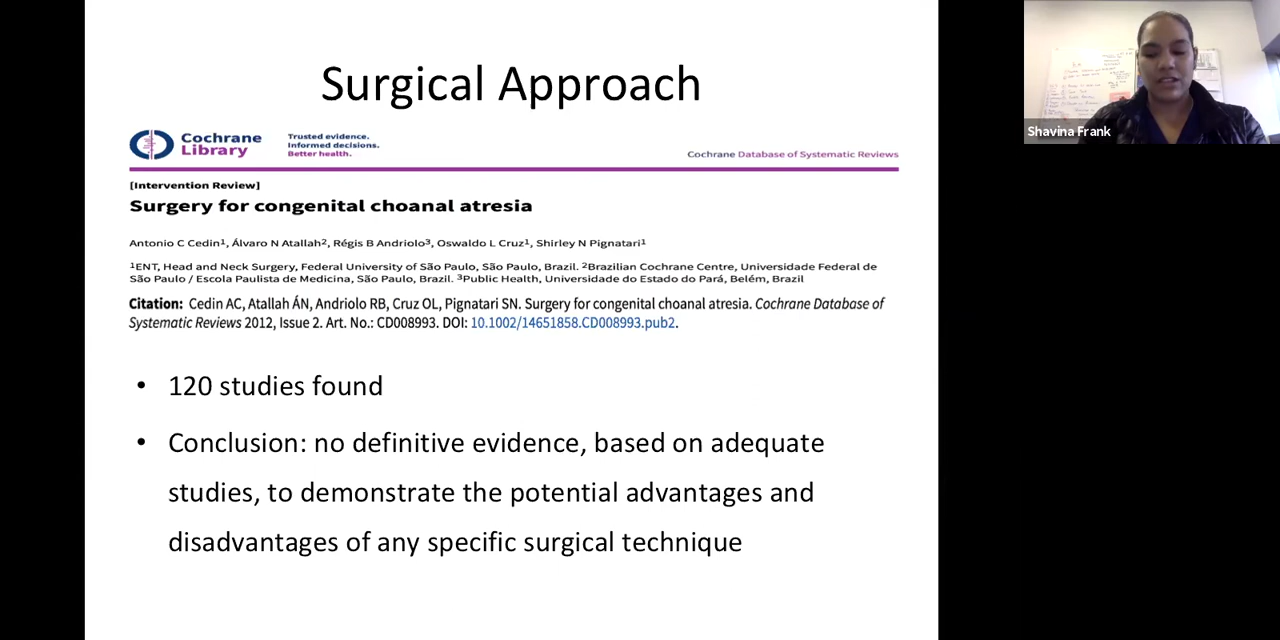 Surgical Approach
Cochrane
Library
Trusted evidence.
Informed decisions.
Better health.
Cochrane Database of Systematic Reviews
[Intervention Review]
Surgery for congenital choanal atresia
Antonio C Cedin1, Álvaro N Atallah2, Régis B Andriolo3, Oswaldo L Cruz1, Shirley N Pignatari1
1ENT, Head and Neck Surgery, Federal University of São Paulo, São Paulo, Brazil. 2Brazilian Cochrane Centre, Universidade Federal de
São Paulo / Escola Paulista de Medicina, São Paulo, Brazil. 3Public Health, Universidade do Estado do Pará, Belém, Brazil
Citation: Cedin AC, Atallah ÁN, Andriolo RB, Cruz OL, Pignatari SN. Surgery for congenital choanal atresia. Cochrane Database of
Systematic Reviews 2012, Issue 2. Art. No.: CD008993. DOI: 10.1002/14651858.CD008993.pub2.
• 120 studies found
• Conclusion: no definitive evidence, based on adequate
studies, to demonstrate the potential advantages and
disadvantages of any specific surgical technique
Shavina Frank